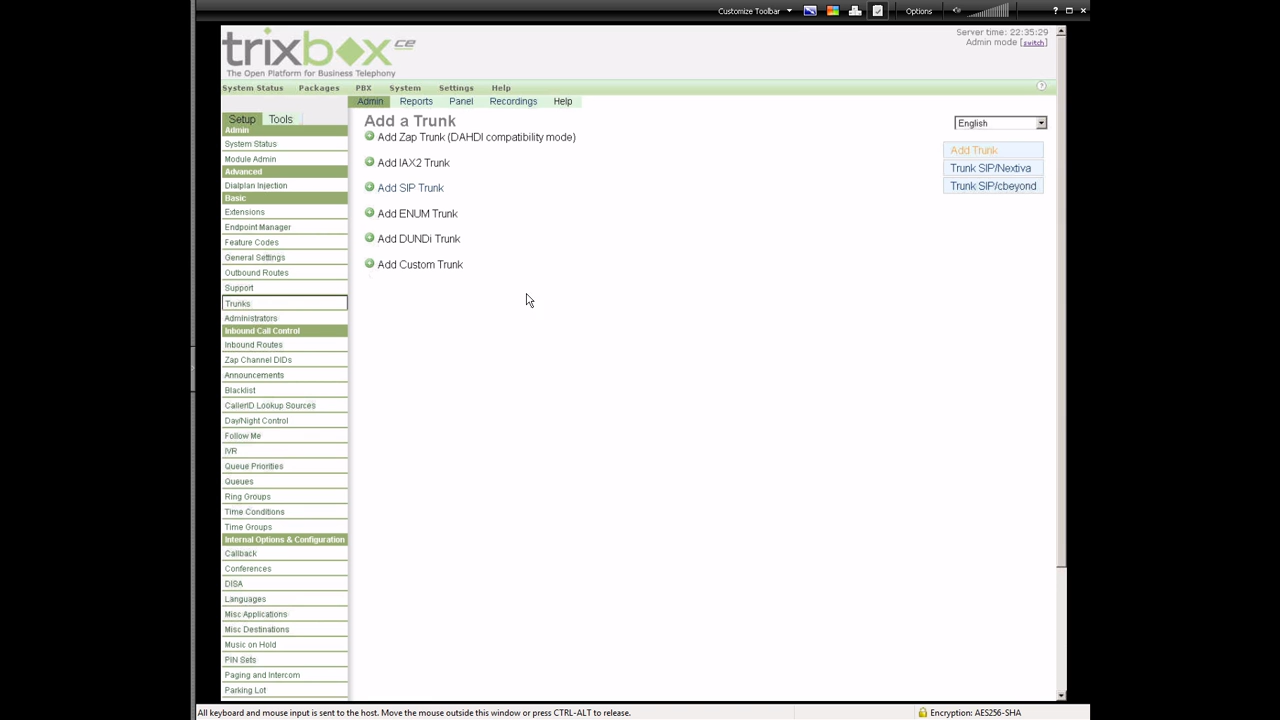 Customize Toolbar
Options
?
trixbox ce
The Open Platform for Business Telephony
Server time: 22:35:29
Admin mode [switch]
System Status Packages PBX System Settings Help
?
Admin Reports Panel Recordings Help
Setup Tools
Admin
System Status
Module Admin
Advanced
Dialplan Injection
Basic
Extensions
Endpoint Manager
Feature Codes
General Settings
Outbound Routes
Support
Trunks
Administrators
Inbound Call Control
Inbound Routes
Zap Channel DIDs
Announcements
Blacklist
CallerID Lookup Sources
Day/Night Control
Follow Me
IVR
Queue Priorities
Queues
Ring Groups
Time Conditions
Time Groups
Internal Options & Configuration
Callback
Conferences
DISA
Languages
Misc Applications
Misc Destinations
Music on Hold
PIN Sets
Paging and Intercom
Parking Lot
Add a Trunk
Add Zap Trunk (DAHDI compatibility mode)
Add IAX2 Trunk
Add SIP Trunk
Add ENUM Trunk
Add DUNDi Trunk
Add Custom Trunk
English
Add Trunk
Trunk SIP/Nextiva
Trunk SIP/cbeyond
All keyboard and mouse input is sent to the host. Move the mouse outside this window or press CTRL-ALT to release.
Encryption: AES256-SHA